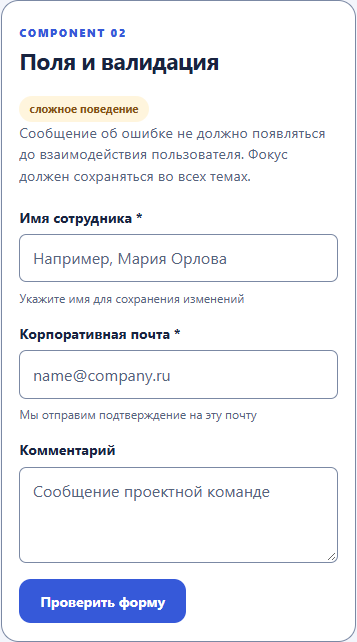 COMPONENT 02
Поля и валидация
сложное поведение
Сообщение об ошибке не должно появляться
до взаимодействия пользователя. Фокус
должен сохраняться во всех темах.
Имя сотрудника *
Например, Мария Орлова
Укажите имя для сохранения изменений
Корпоративная почта *
name@company.ru
Мы отправим подтверждение на эту почту
Комментарий
Сообщение проектной команде
Проверить форму